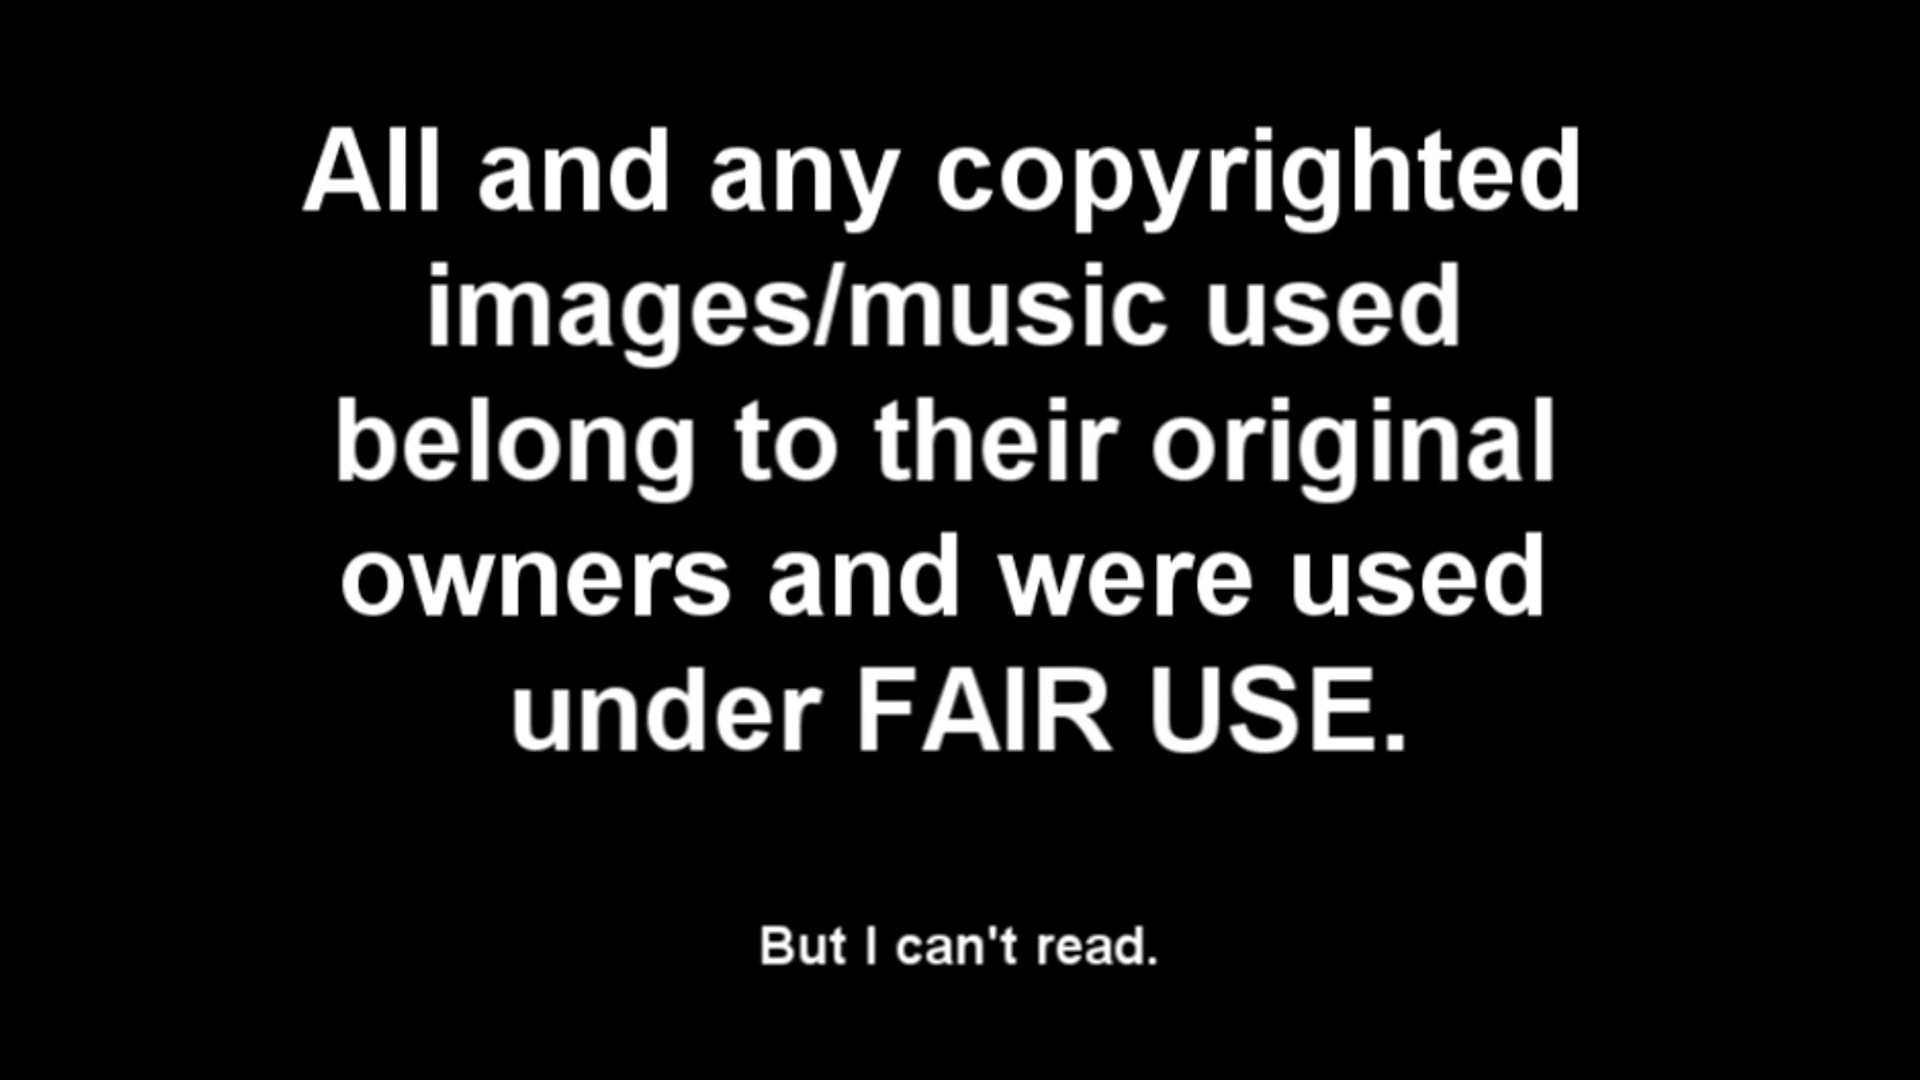 All and any copyrighted
images/music used
belong to their original
owners and were used
under FAIR USE.
But I can't read.